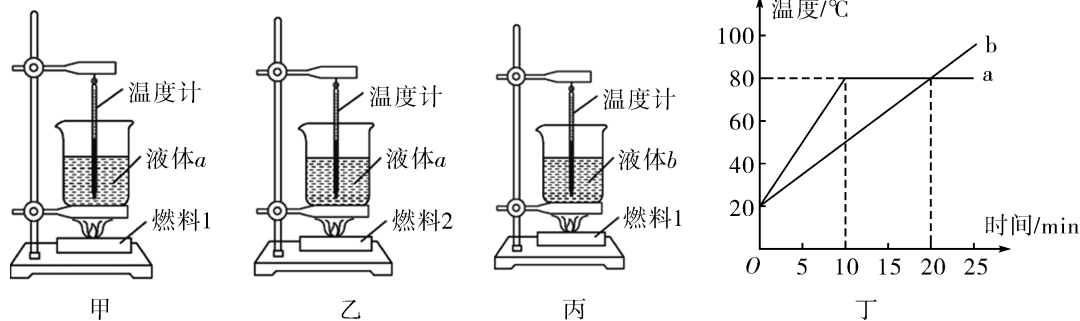 温度计
液体a
燃料1
甲
温度计
液体a
燃料2
乙
温度计
液体b
燃料1
丙
温度/℃
100
80
60
40
20
b
a
时间/min
O 5 10 15 20 25
丁